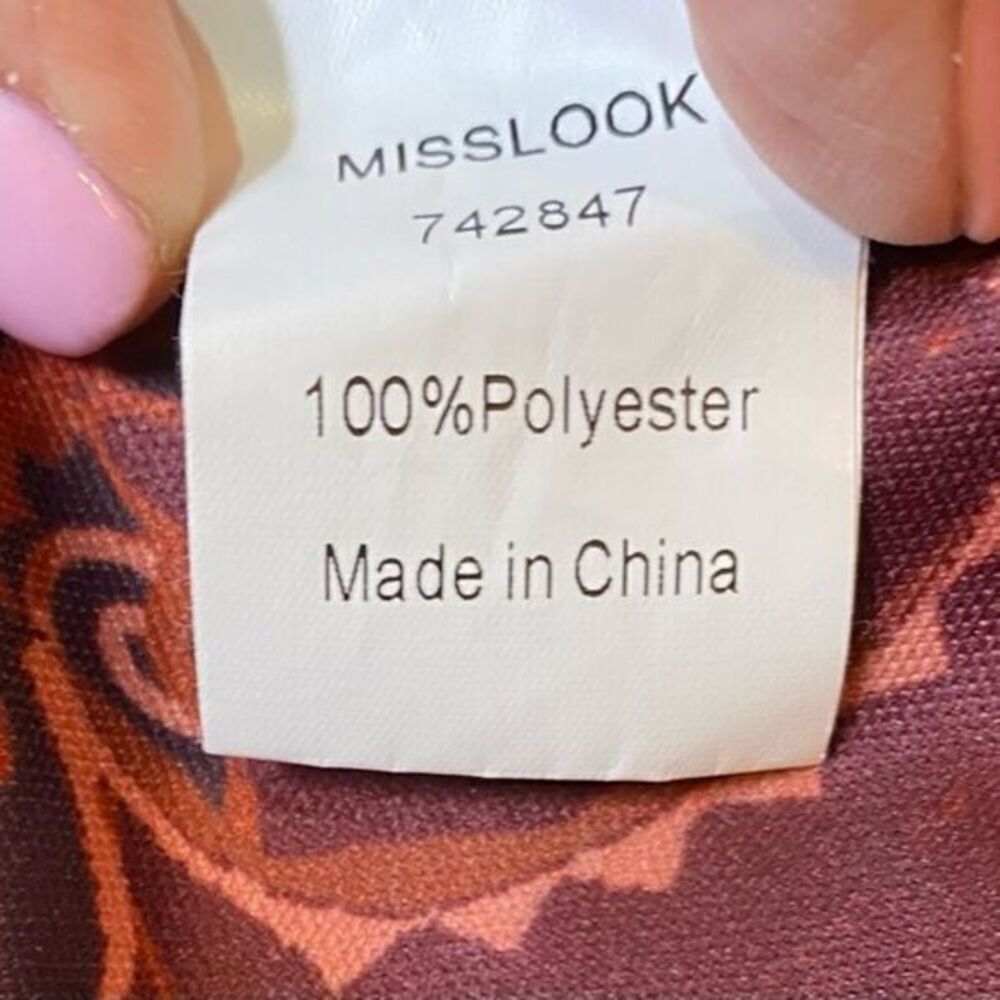 MISSLOOK
742847
100%Polyester
Made in China